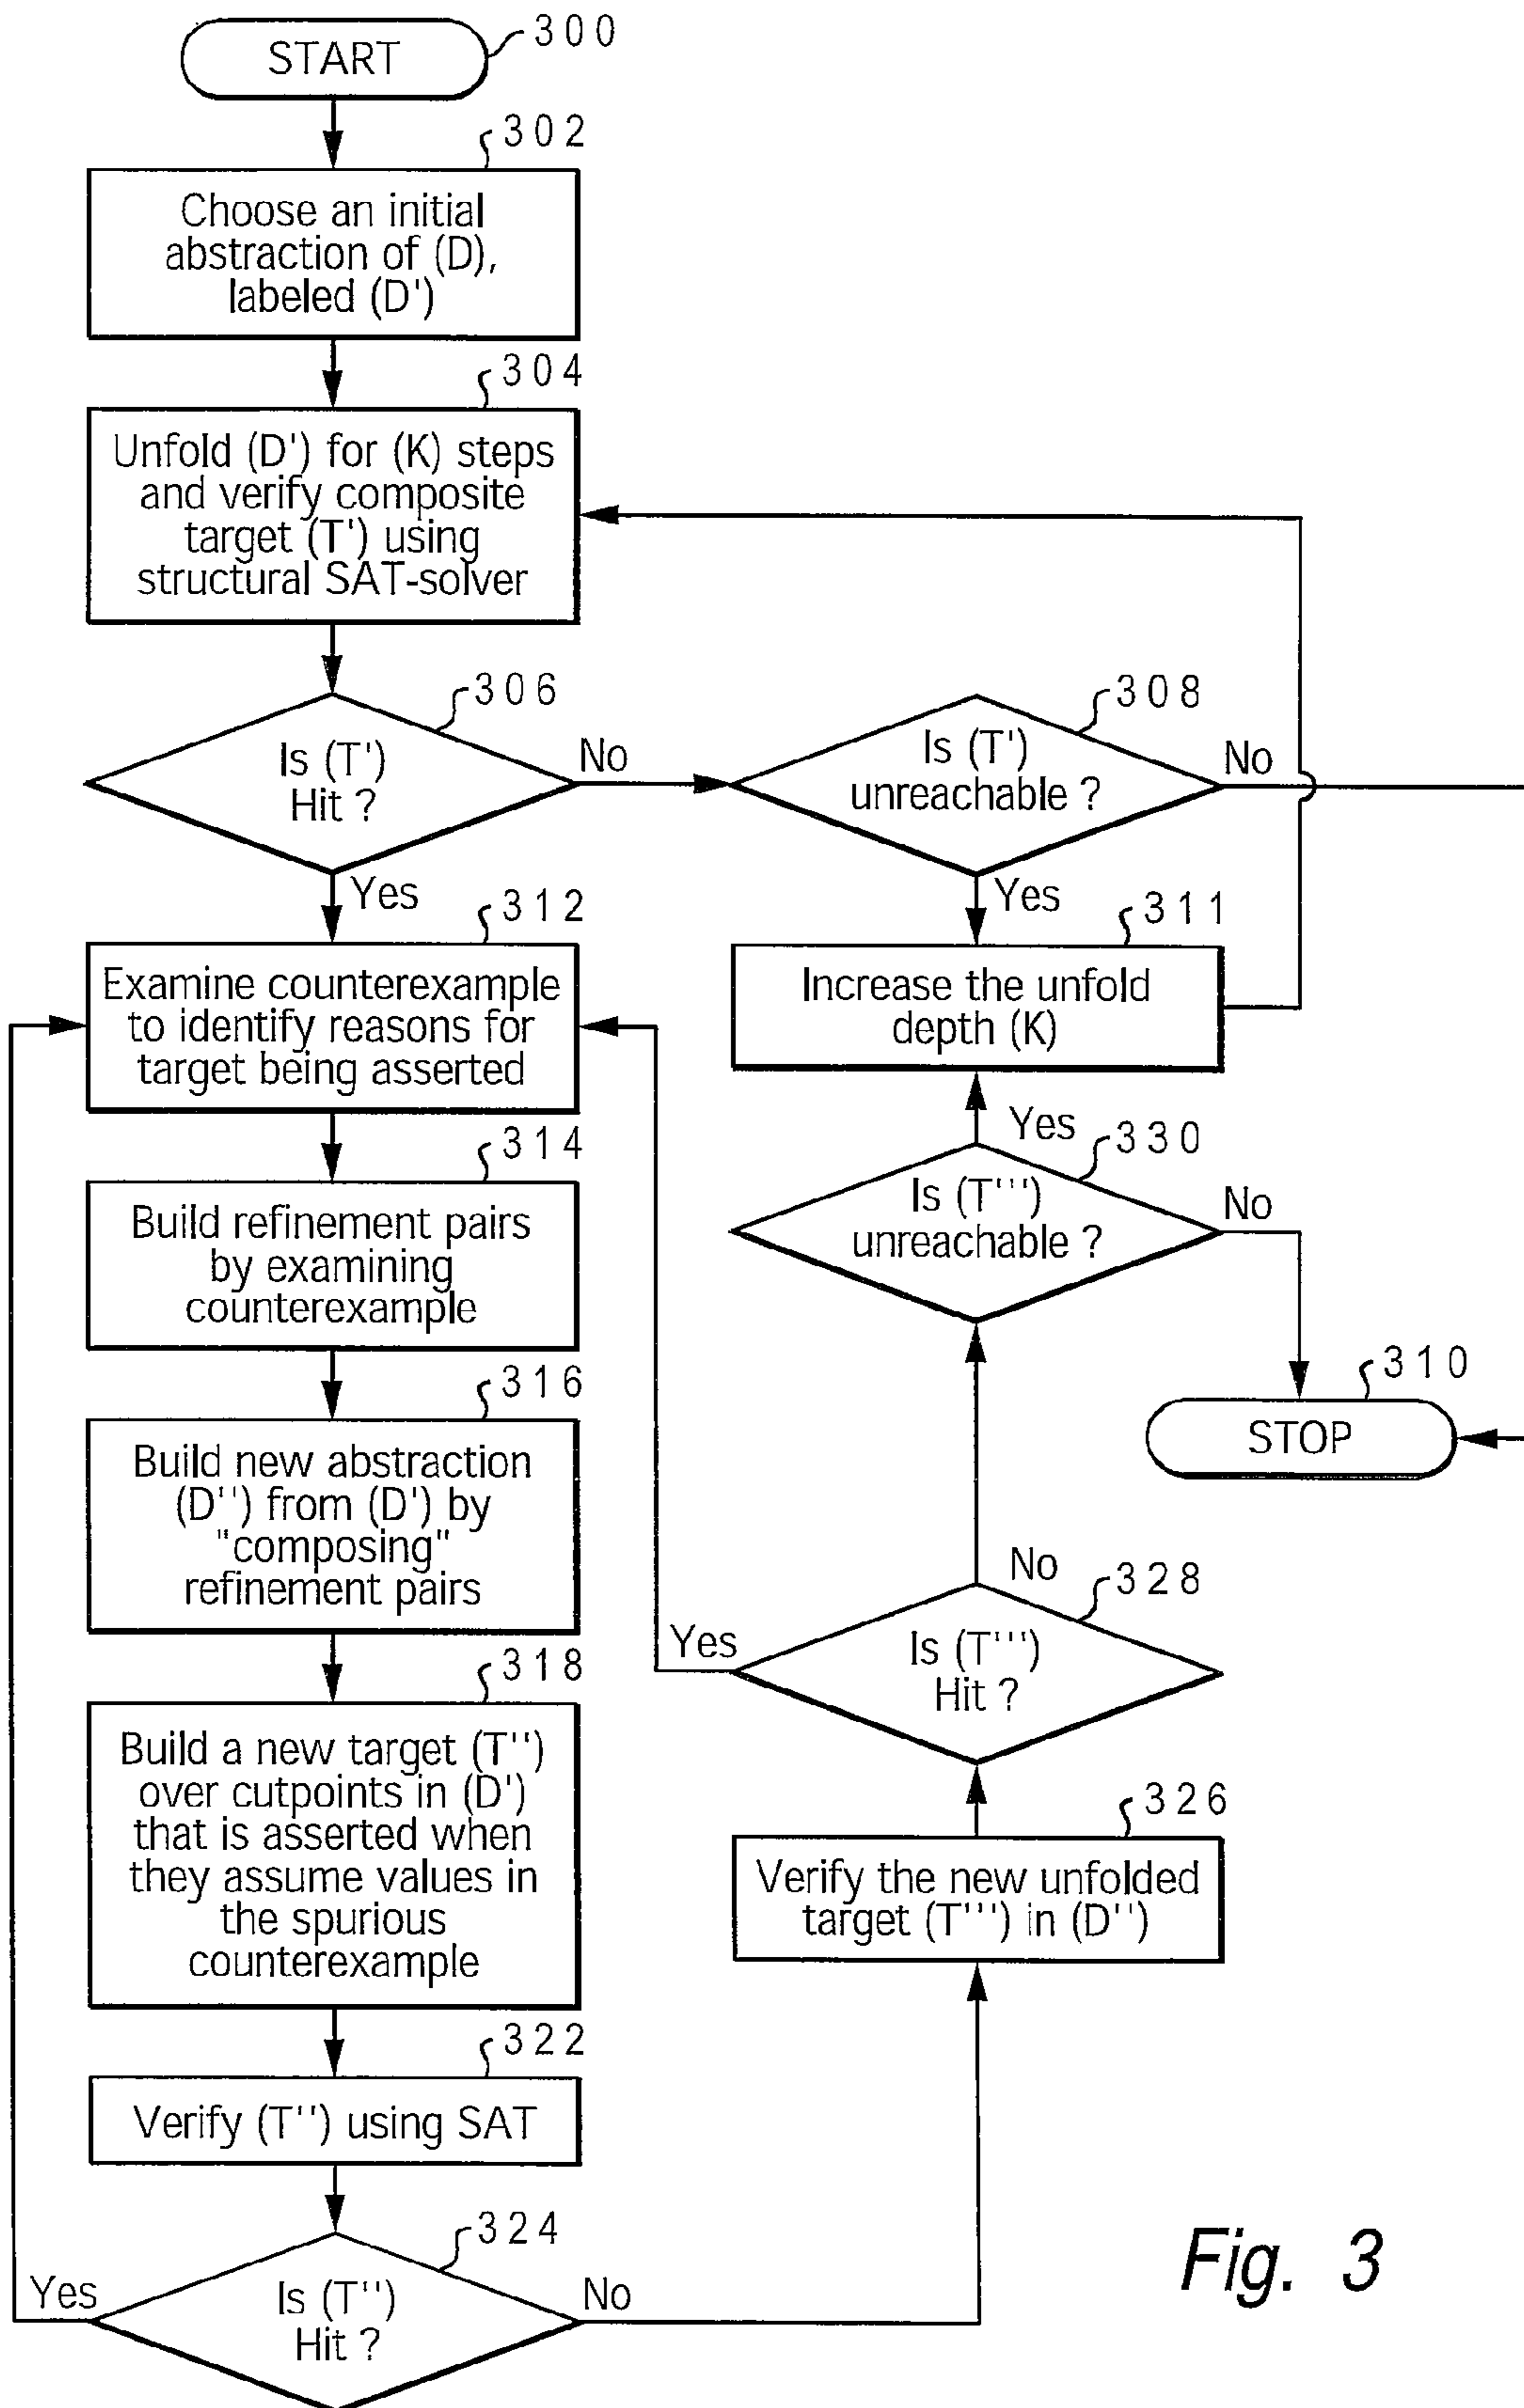 START
300
302
Choose an initial
abstraction of (D),
labeled (D')
304
Unfold (D') for (K) steps
and verify composite
target (T') using
structural SAT-solver
306
Is (T')
Hit ?
No
Yes
308
Is (T')
unreachable ?
No
Yes
311
Increase the unfold
depth (K)
312
Examine counterexample
to identify reasons for
target being asserted
314
Build refinement pairs
by examining
counterexample
316
Build new abstraction
(D'') from (D') by
"composing"
refinement pairs
318
Build a new target (T'')
over cutpoints in (D')
that is asserted when
they assume values in
the spurious
counterexample
322
Verify (T'') using SAT
324
Is (T'')
Hit ?
Yes
No
326
Verify the new unfolded
target (T''') in (D'')
328
Is (T''')
Hit ?
Yes
No
330
Is (T''')
unreachable ?
Yes
No
310
STOP
Fig. 3